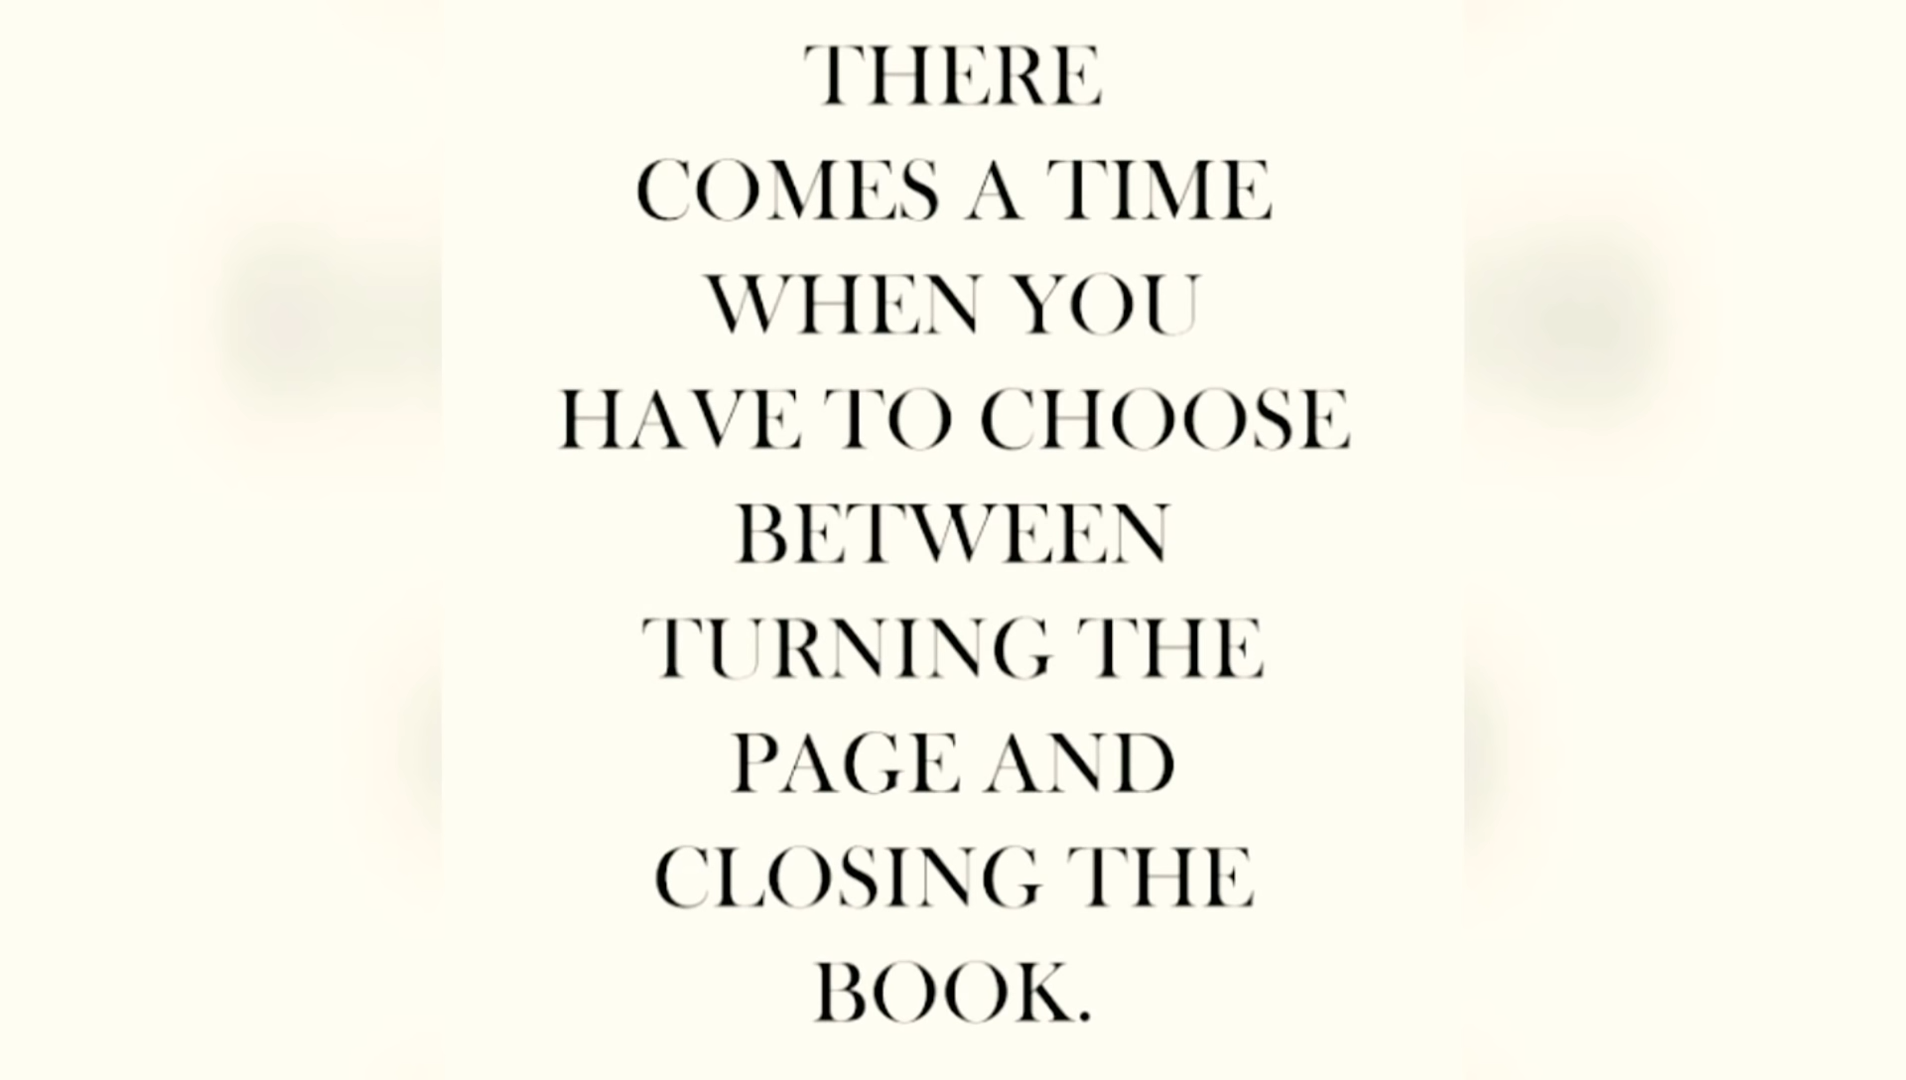 THERE
COMES A TIME
WHEN YOU
HAVE TO CHOOSE
BETWEEN
TURNING THE
PAGE AND
CLOSING THE
BOOK.